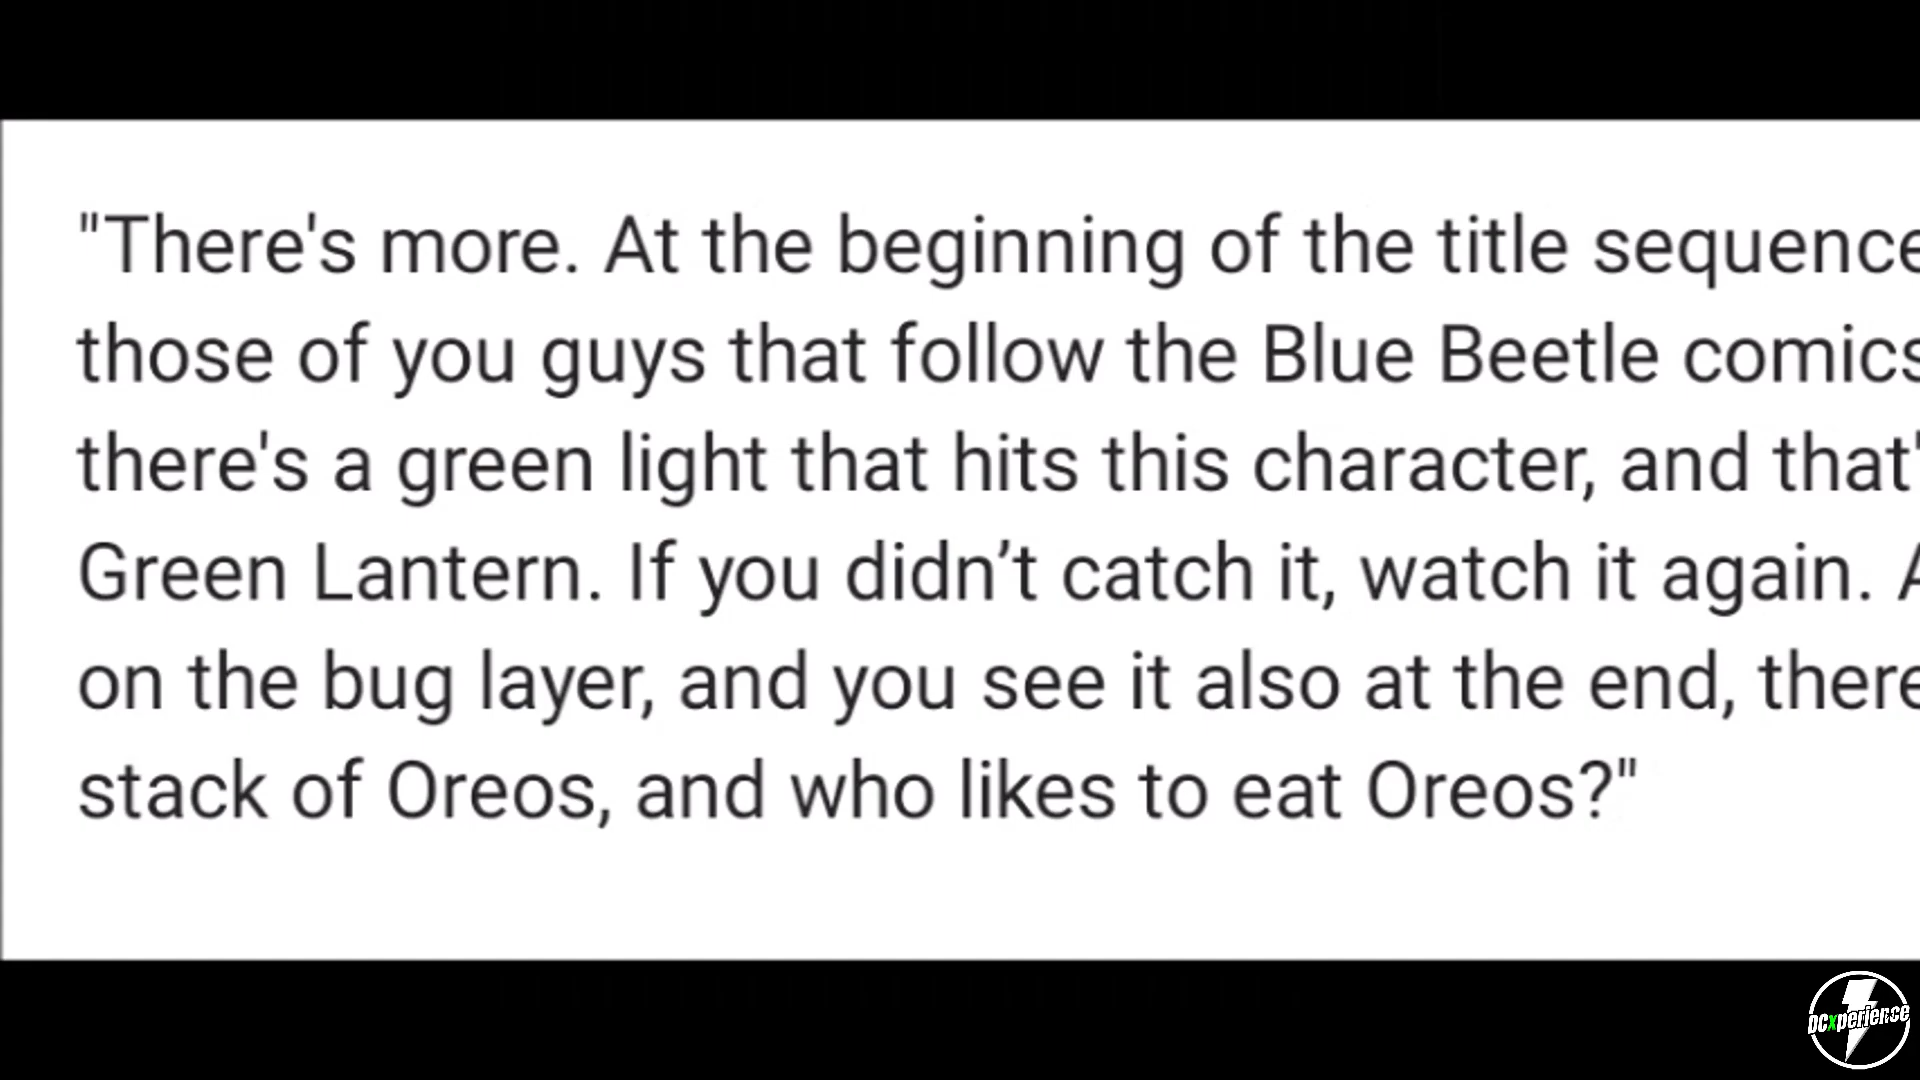 "There's more. At the beginning of the title sequence
those of you guys that follow the Blue Beetle comics
there's a green light that hits this character, and that'
Green Lantern. If you didn’t catch it, watch it again. A
on the bug layer, and you see it also at the end, there
stack of Oreos, and who likes to eat Oreos?"
DCxperience